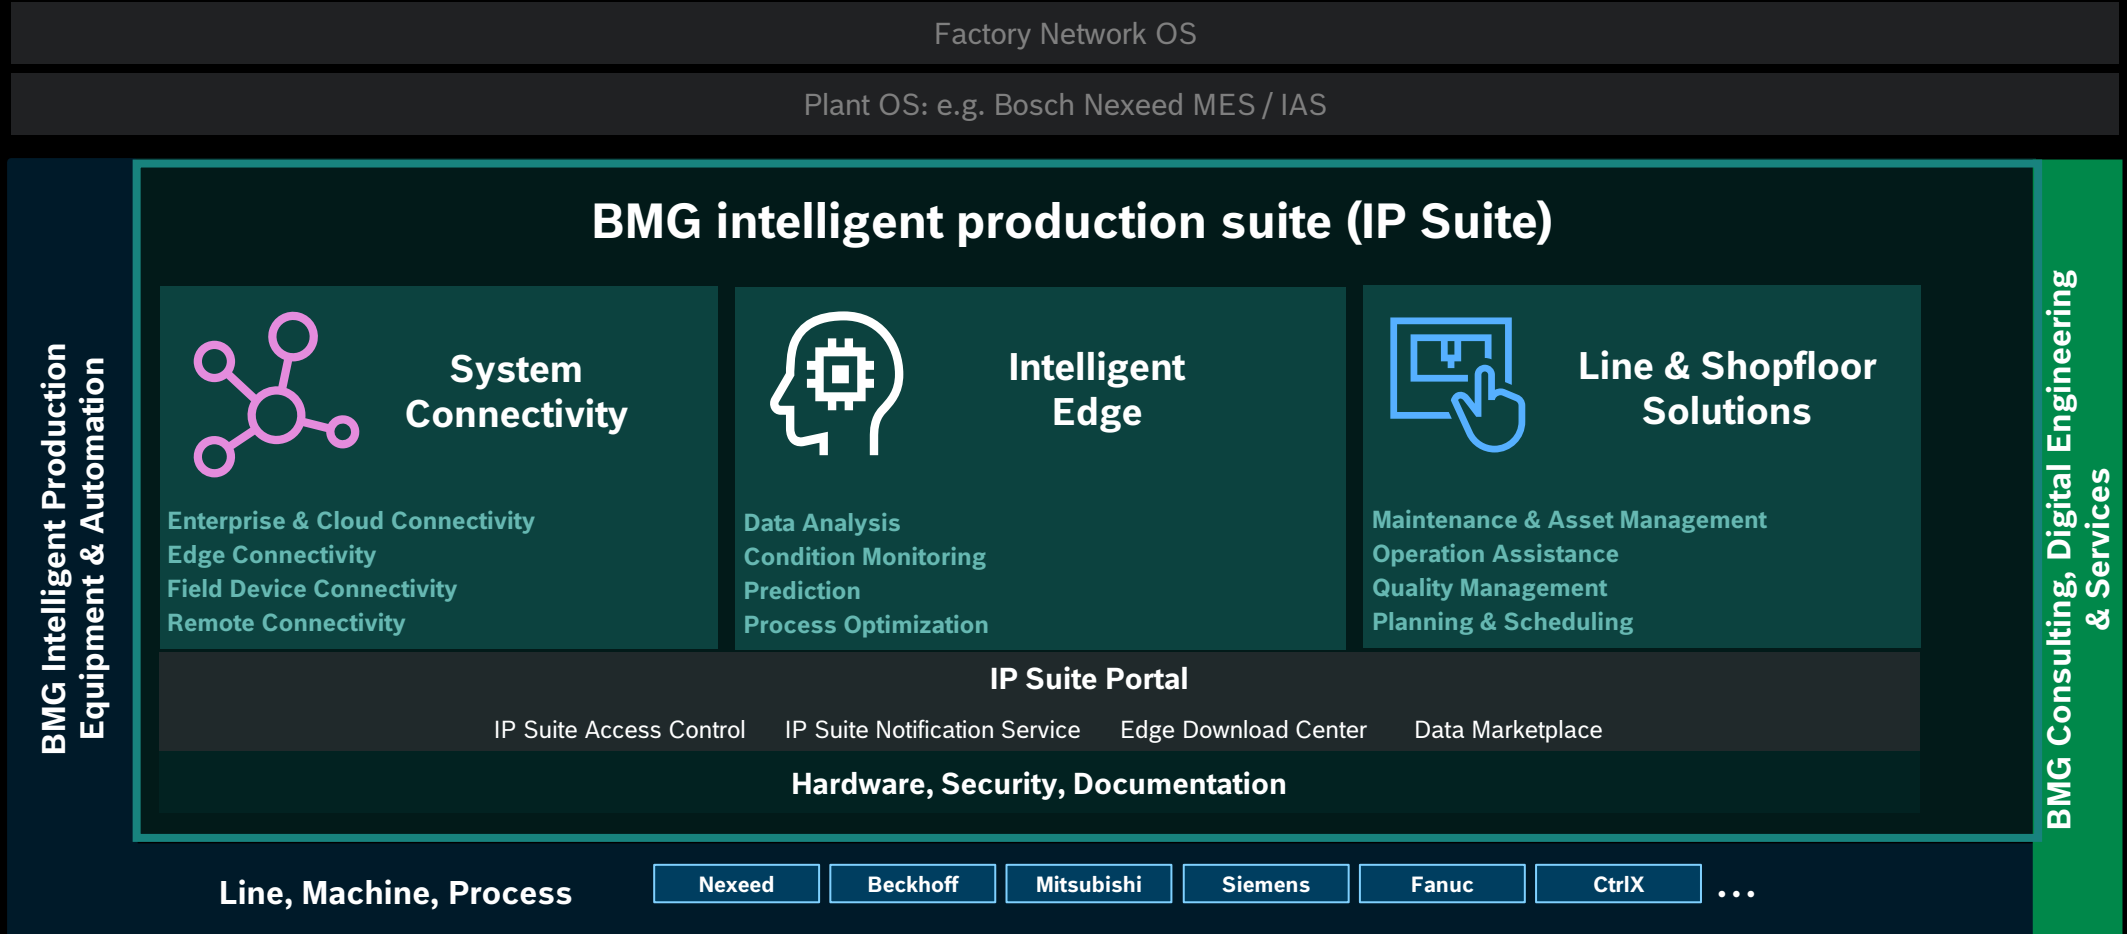 Factory Network OS
Plant OS: e.g. Bosch Nexeed MES / IAS
BMG Intelligent Production
Equipment & Automation
BMG intelligent production suite (IP Suite)
System
Connectivity
Enterprise & Cloud Connectivity
Edge Connectivity
Field Device Connectivity
Remote Connectivity
Intelligent
Edge
Data Analysis
Condition Monitoring
Prediction
Process Optimization
Line & Shopfloor
Solutions
Maintenance & Asset Management
Operation Assistance
Quality Management
Planning & Scheduling
IP Suite Portal
IP Suite Access Control IP Suite Notification Service Edge Download Center Data Marketplace
Hardware, Security, Documentation
BMG Consulting, Digital Engineering
& Services
Line, Machine, Process Nexeed Beckhoff Mitsubishi Siemens Fanuc CtrlX ...